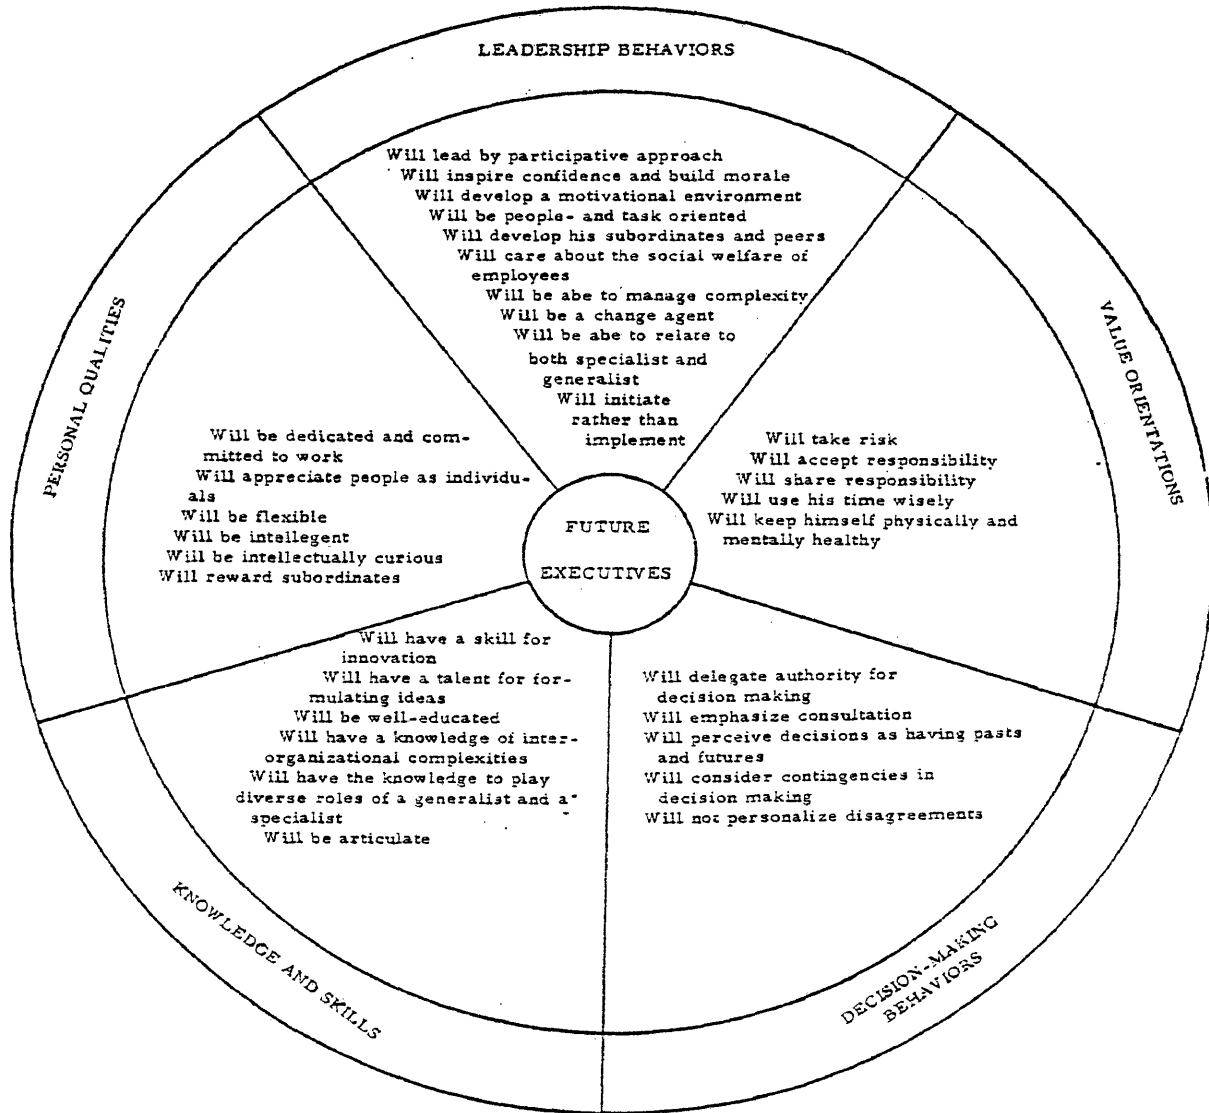 LEADERSHIP BEHAVIORS
Will lead by participative approach
Will inspire confidence and build morale
Will develop a motivational environment
Will be people- and task oriented
Will develop his subordinates and peers
Will care about the social welfare of
employees
Will be abe to manage complexity
Will be a change agent
Will be abe to relate to
both specialist and
generalist
Will initiate
rather than
implement
VALUE ORIENTATIONS
Will take risk
Will accept responsibility
Will share responsibility
Will use his time wisely
Will keep himself physically and
mentally healthy
PERSONAL QUALITIES
Will be dedicated and com-
mitted to work
Will appreciate people as individu-
als
Will be flexible
Will be intellegent
Will be intellectually curious
Will reward subordinates
FUTURE
EXECUTIVES
Will have a skill for
innovation
Will have a talent for for-
mulating ideas
Will be well-educated
Will have a knowledge of inter-
organizational complexities
Will have the knowledge to play
diverse roles of a generalist and a
specialist
Will be articulate
KNOWLEDGE AND SKILLS
Will delegate authority for
decision making
Will emphasize consultation
Will perceive decisions as having pasts
and futures
Will consider contingencies in
decision making
Will not personalize disagreements
DECISION-MAKING
BEHAVIORS